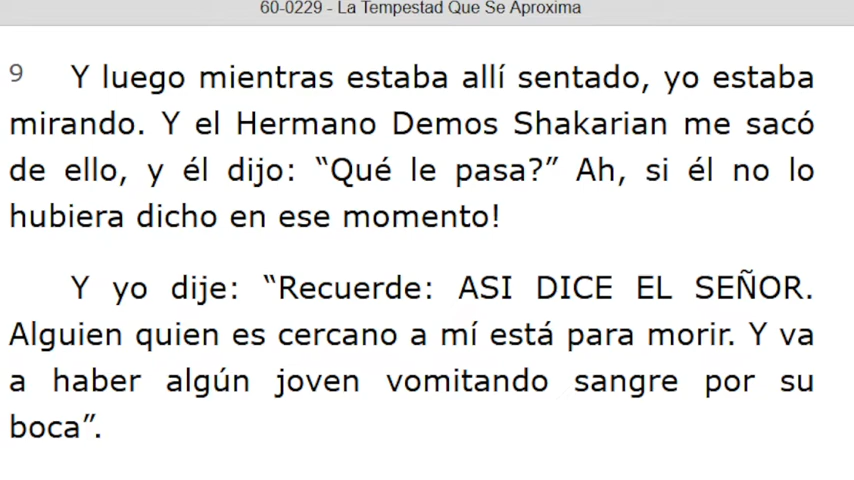 60-0229 - La Tempestad Que Se Aproxima
9 Y luego mientras estaba allí sentado, yo estaba
mirando. Y el Hermano Demos Shakarian me sacó
de ello, y él dijo: “Qué le pasa?” Ah, si él no lo
hubiera dicho en ese momento!
Y yo dije: “Recuerde: ASI DICE EL SEÑOR.
Alguien quien es cercano a mí está para morir. Y va
a haber algún joven vomitando sangre por su
boca”.